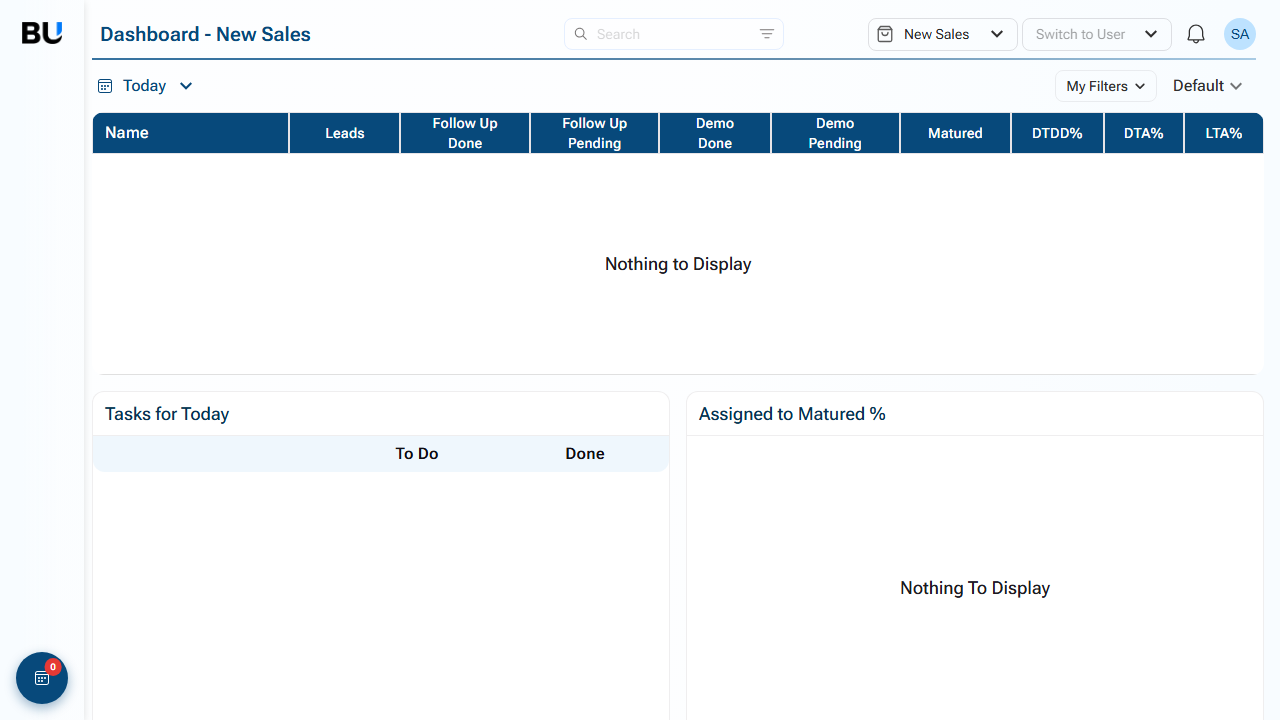 BU
Dashboard - New Sales
Search
New Sales
Switch to User
SA
Today
My Filters
Default
Name
Leads
Follow Up
Done
Follow Up
Pending
Demo
Done
Demo
Pending
Matured
DTDD%
DTA%
LTA%
Nothing to Display
Tasks for Today
To Do
Done
Assigned to Matured %
Nothing To Display
0